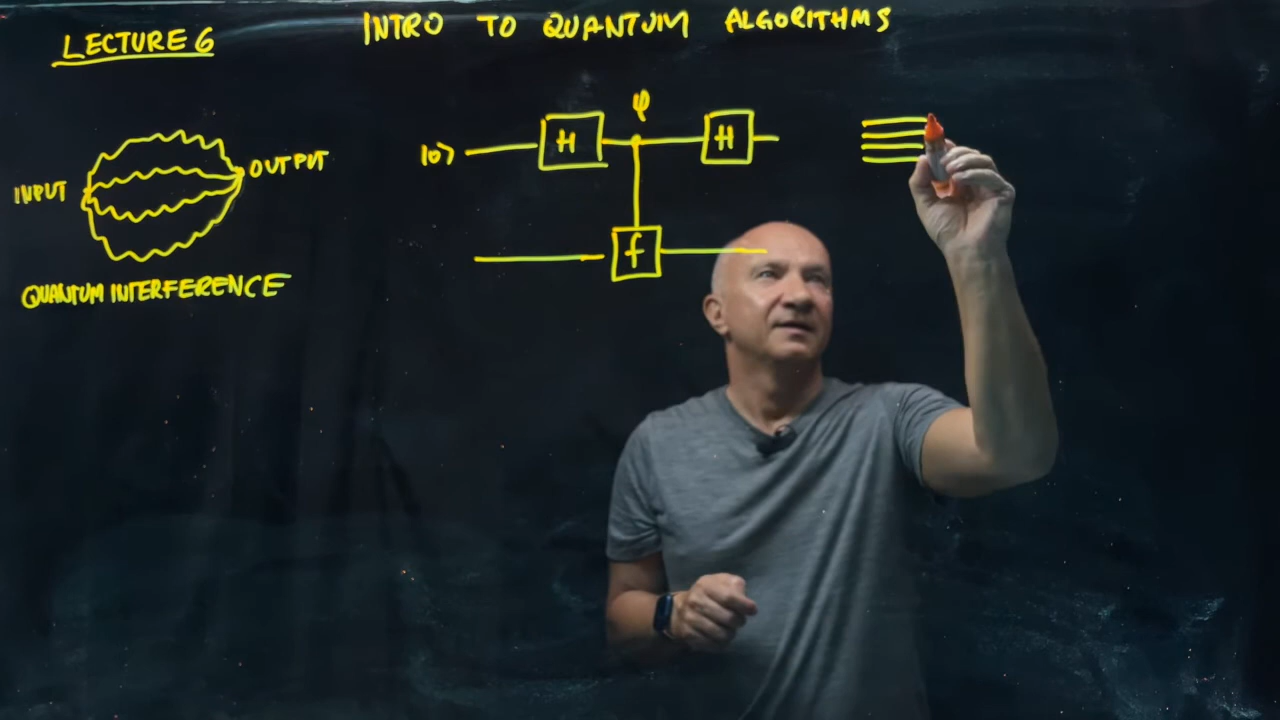 LECTURE 6
INTRO TO QUANTUM ALGORITHMS
INPUT
OUTPUT
QUANTUM INTERFERENCE
|0>
H
φ
H
f